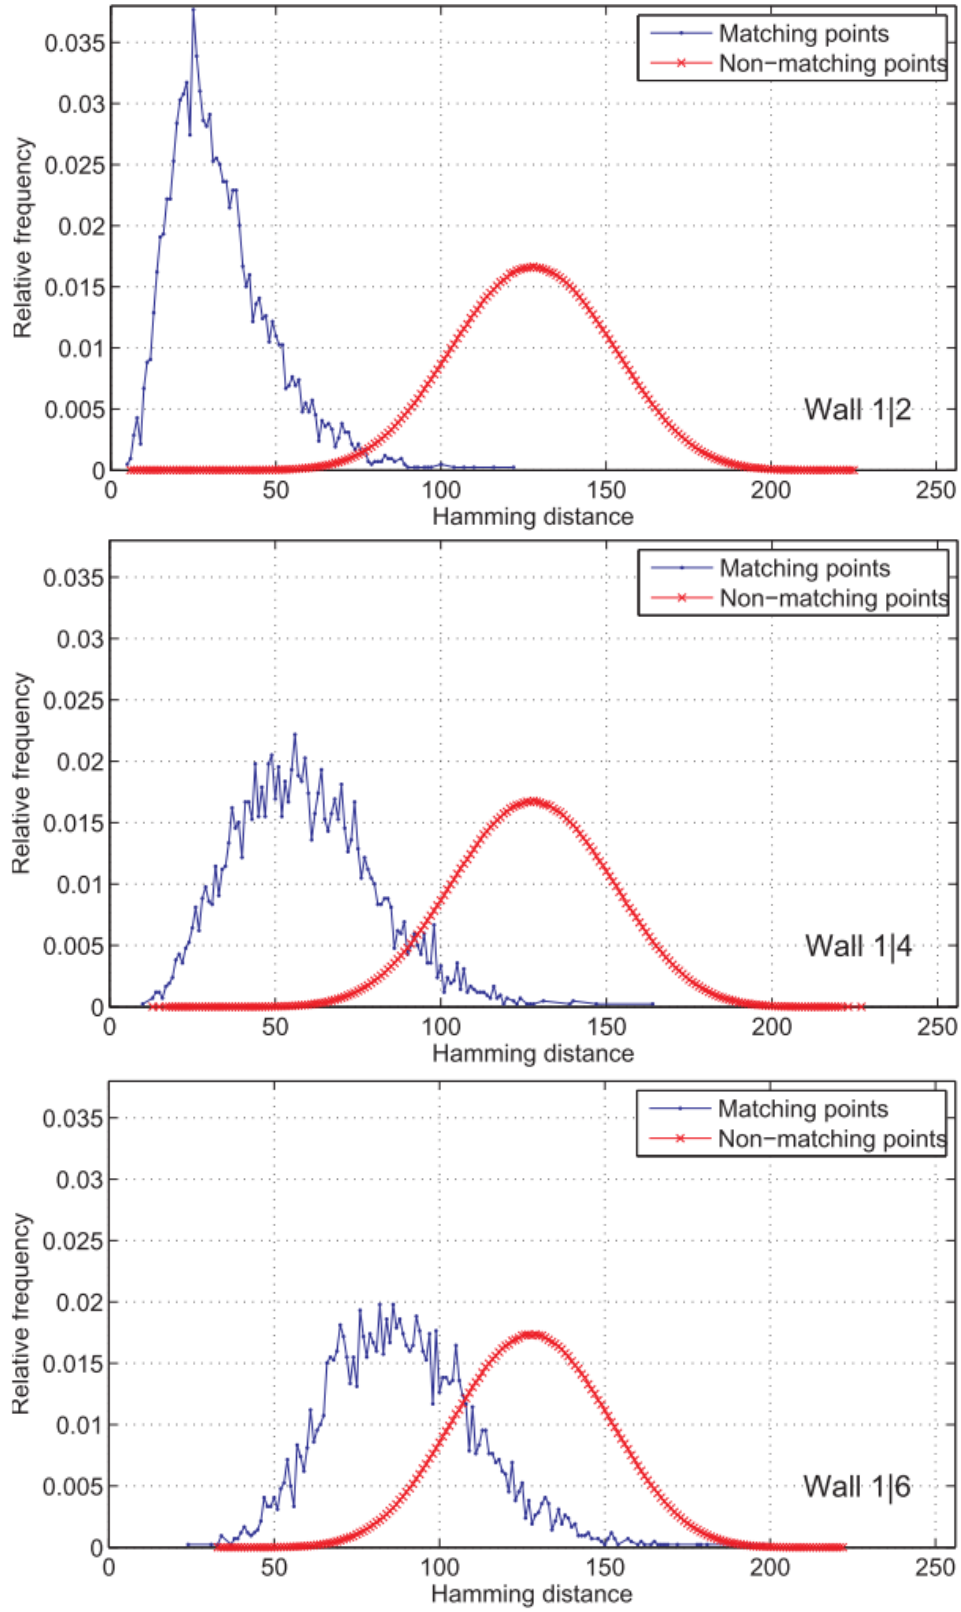 0.035
0.03
0.025
0.02
0.015
0.01
0.005
0
Relative frequency
Matching points
Non-matching points
Wall 1|2
0 50 100 150 200 250
Hamming distance
0.035
0.03
0.025
0.02
0.015
0.01
0.005
0
Relative frequency
Matching points
Non-matching points
Wall 1|4
0 50 100 150 200 250
Hamming distance
0.035
0.03
0.025
0.02
0.015
0.01
0.005
0
Relative frequency
Matching points
Non-matching points
Wall 1|6
0 50 100 150 200 250
Hamming distance